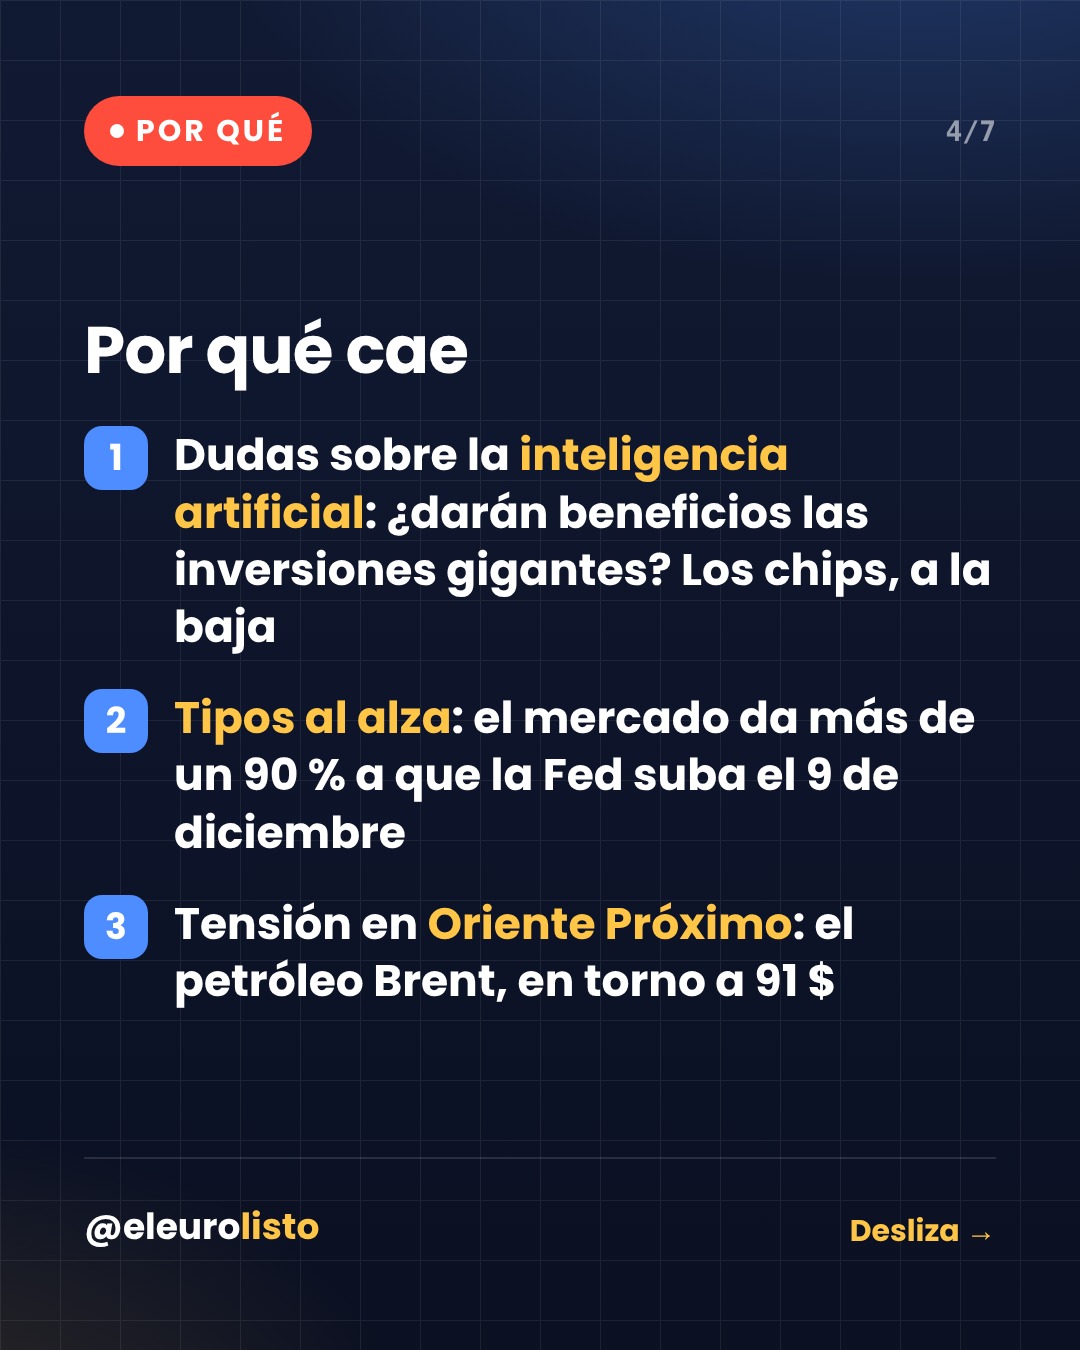 POR QUÉ
4/7
Por qué cae
1 Dudas sobre la inteligencia
artificial: ¿darán beneficios las
inversiones gigantes? Los chips, a la
baja
2 Tipos al alza: el mercado da más de
un 90 % a que la Fed suba el 9 de
diciembre
3 Tensión en Oriente Próximo: el
petróleo Brent, en torno a 91 $
@eleurolisto
Desliza →